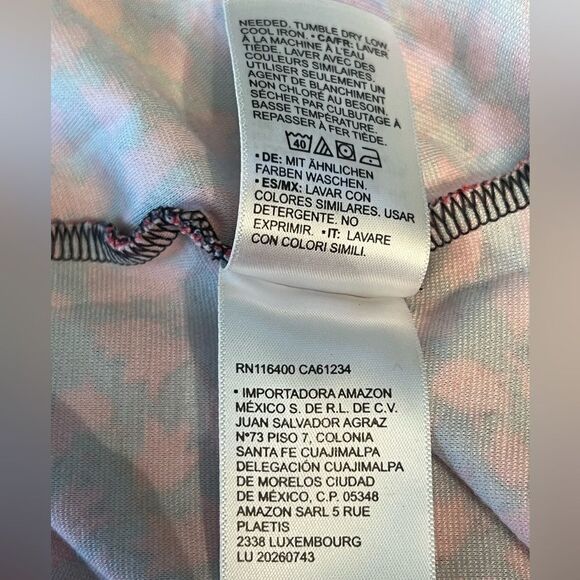 NEEDED. TUMBLE DRY LOW.
COOL IRON. • CA/FR: LAVER
À LA MACHINE À L'EAU
TIÈDE. LAVER AVEC DES
COULEURS SIMILAIRES.
UTILISER SEULEMENT UN
AGENT DE BLANCHIMENT
NON CHLORÉ AU BESOIN.
SÉCHER PAR CULBUTAGE À
BASSE TEMPÉRATURE.
REPASSER À FER TIÈDE.
40
• DE: MIT ÄHNLICHEN
FARBEN WASCHEN.
• ES/MX: LAVAR CON
COLORES SIMILARES. USAR
DETERGENTE. NO
EXPRIMIR. • IT: LAVARE
CON COLORI SIMILI.
RN116400 CA61234
• IMPORTADORA AMAZON
MÉXICO S. DE R.L. DE C.V.
JUAN SALVADOR AGRAZ
N°73 PISO 7, COLONIA
SANTA FE CUAJIMALPA
DELEGACIÓN CUAJIMALPA
DE MORELOS CIUDAD
DE MÉXICO, C.P. 05348
AMAZON SARL 5 RUE
PLAETIS
2338 LUXEMBOURG
LU 20260743